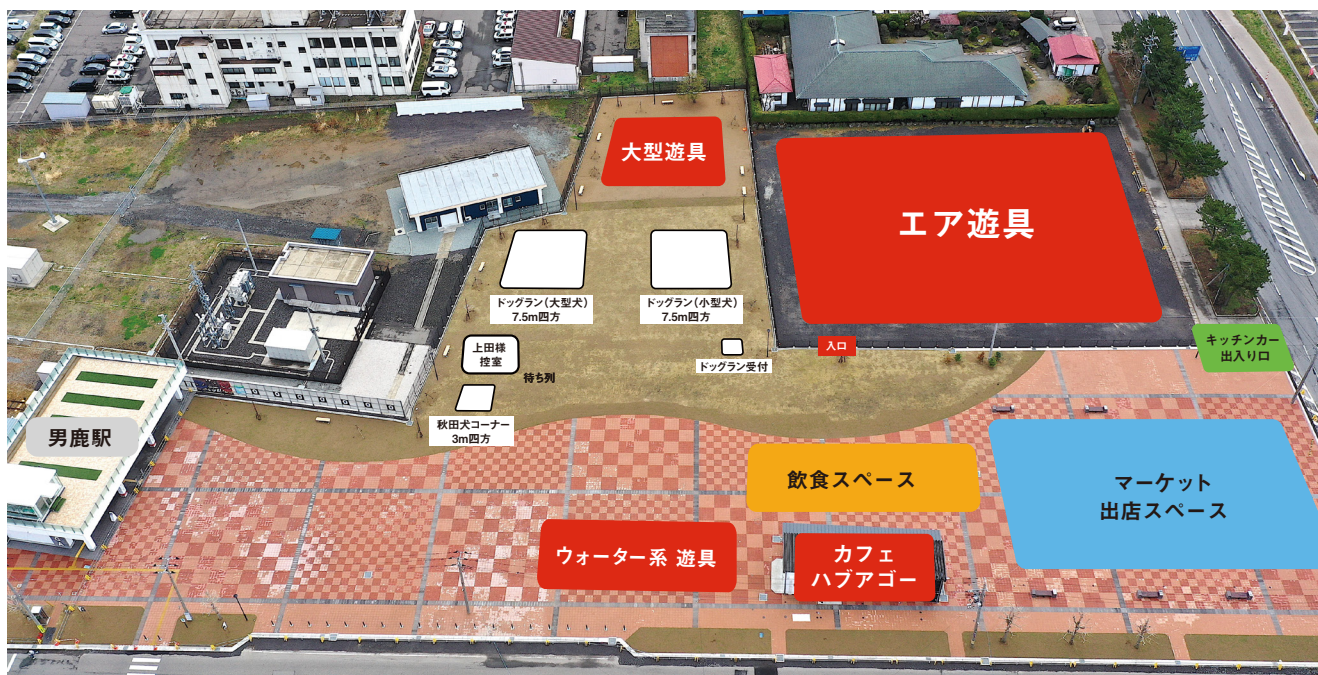 大型遊具
エア遊具
ドッグラン(大型犬)
7.5m四方
ドッグラン(小型犬)
7.5m四方
上田様
控室
待ち列
ドッグラン受付
入口
キッチンカー
出入り口
秋田犬コーナー
3m四方
男鹿駅
飲食スペース
マーケット
出店スペース
ウォーター系 遊具
カフェ
ハブアゴー